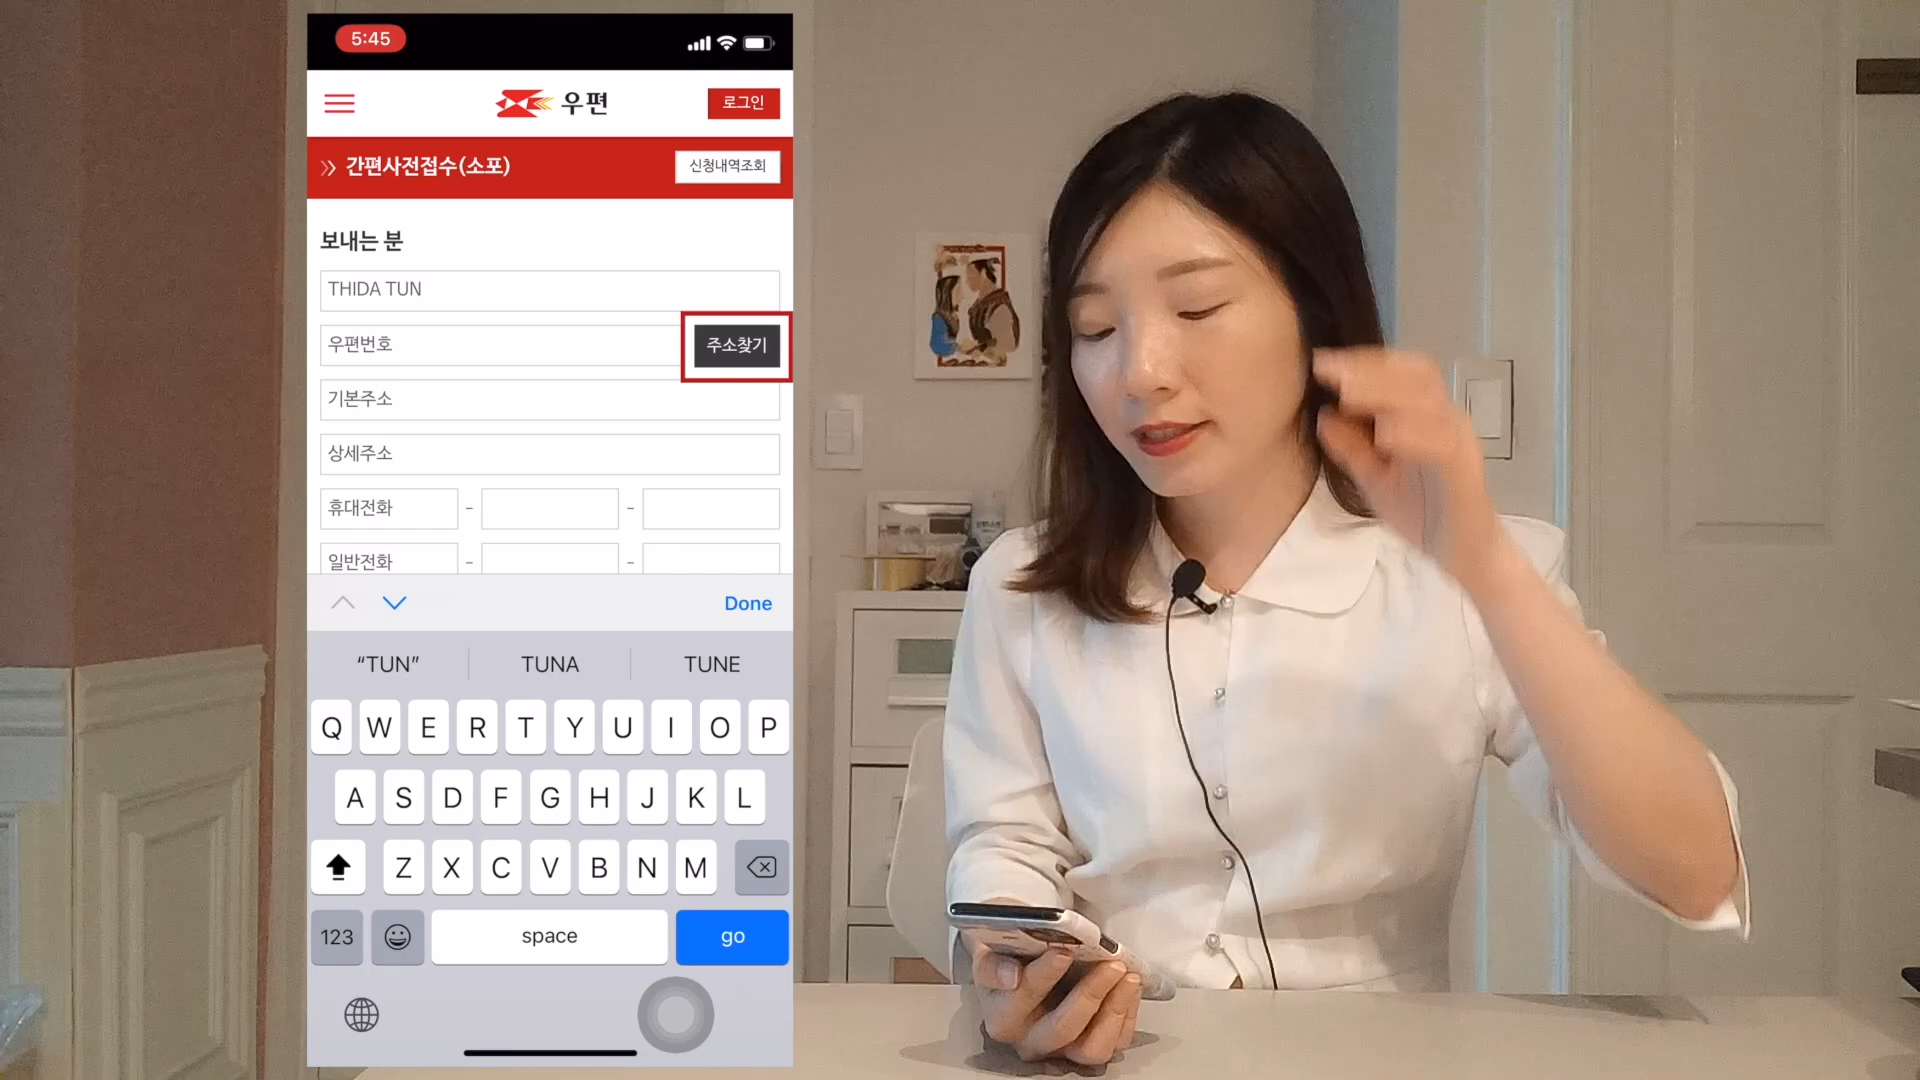 5:45
우편
로그인
간편사전접수(소포)
신청내역조회
보내는 분
THIDA TUN
우편번호
주소찾기
기본주소
상세주소
휴대전화 - -
일반전화 - -
Done
“TUN” TUNA TUNE
Q W E R T Y U I O P
A S D F G H J K L
Z X C V B N M
123 space go